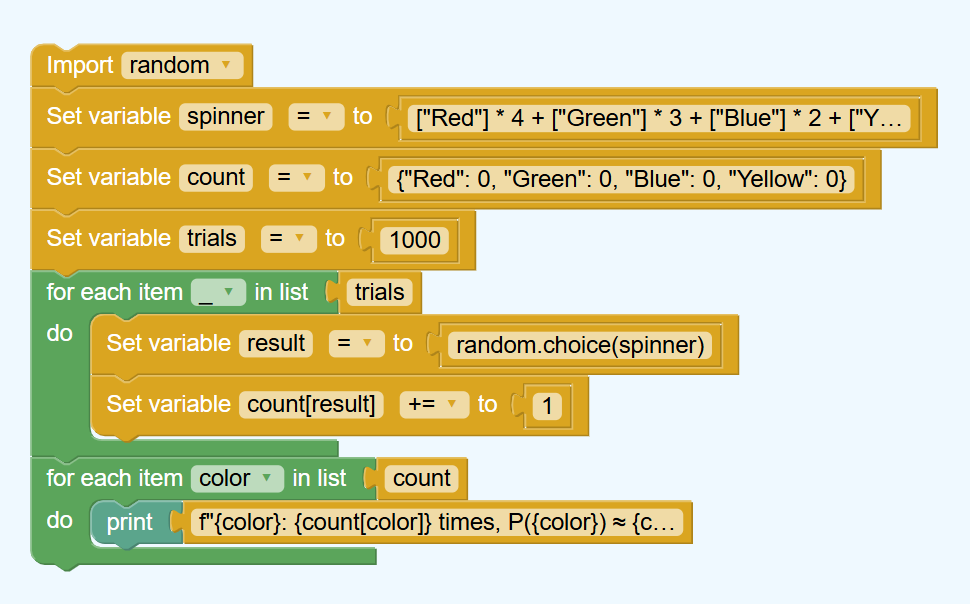 Import random
Set variable spinner = to ["Red"] * 4 + ["Green"] * 3 + ["Blue"] * 2 + ["Y...
Set variable count = to {"Red": 0, "Green": 0, "Blue": 0, "Yellow": 0}
Set variable trials = to 1000
for each item _ in list trials
do
Set variable result = to random.choice(spinner)
Set variable count[result] += to 1
for each item color in list count
do print f"{color}: {count[color]} times, P({color}) ≈ {c...